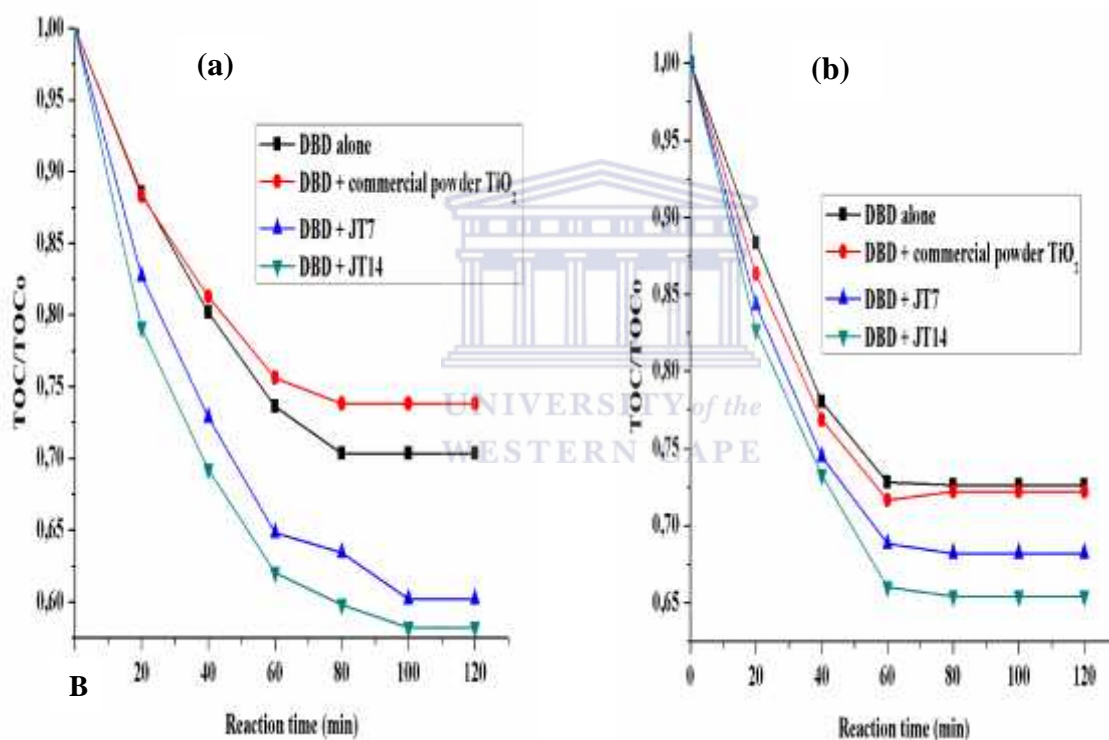 (a)
TOC/TOCo
1,00
0,95
0,90
0,85
0,80
0,75
0,70
0,65
0,60
DBD alone
DBD + commercial powder TiO2
DBD + JT7
DBD + JT14
20 40 60 80 100 120
Reaction time (min)
B
(b)
TOC/TOCo
1,00
0,95
0,90
0,85
0,80
0,75
0,70
0,65
DBD alone
DBD + commercial powder TiO2
DBD + JT7
DBD + JT14
0 20 40 60 80 100 120
Reaction time (min)
UNIVERSITY of the
WESTERN CAPE